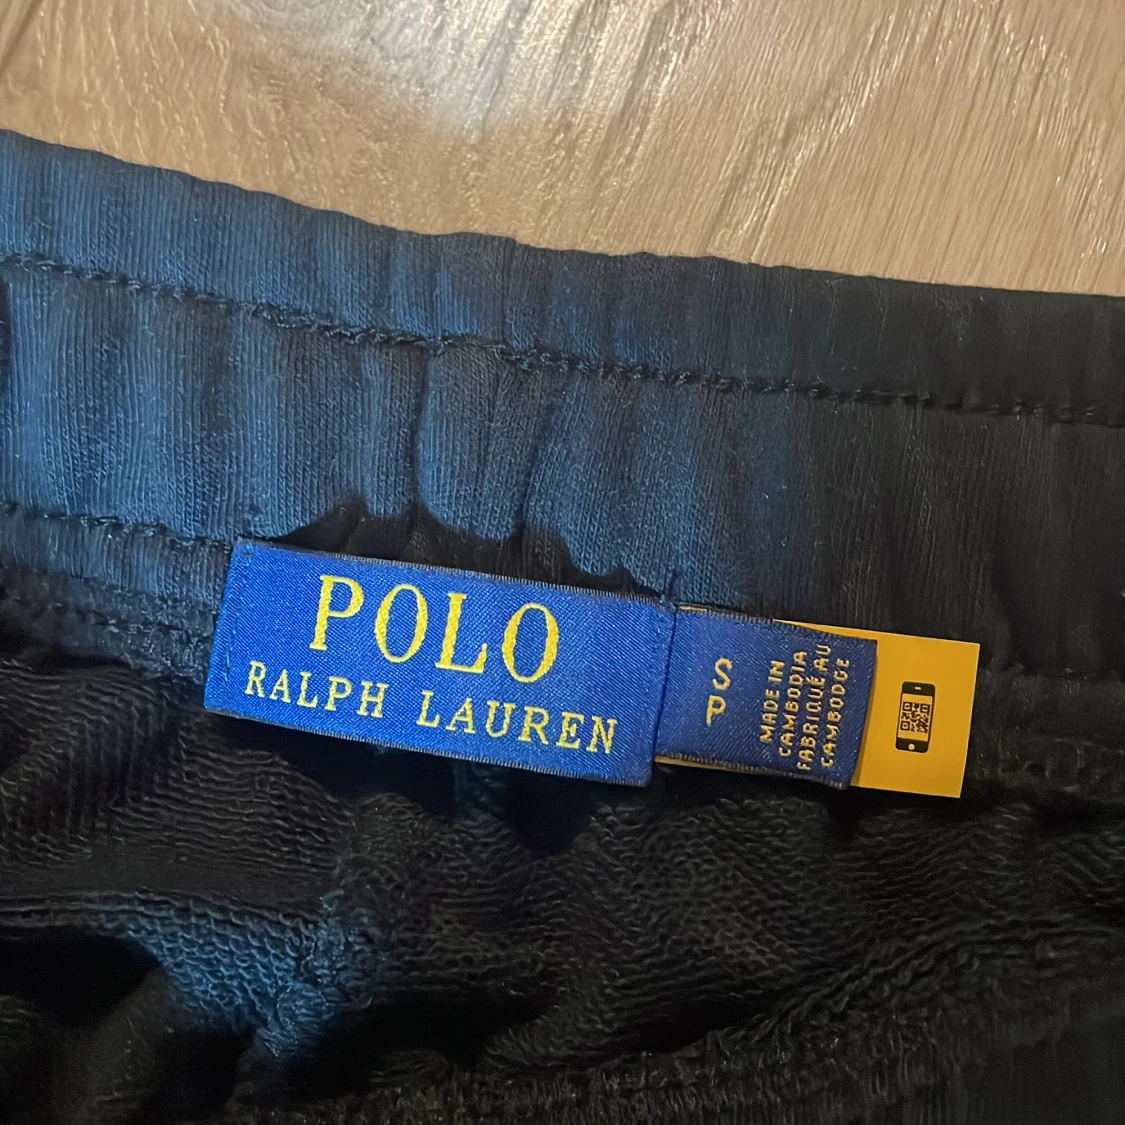 POLO
RALPH LAUREN
S
P
MADE IN
CAMBODIA
FABRIQUÉ AU
CAMBODGE